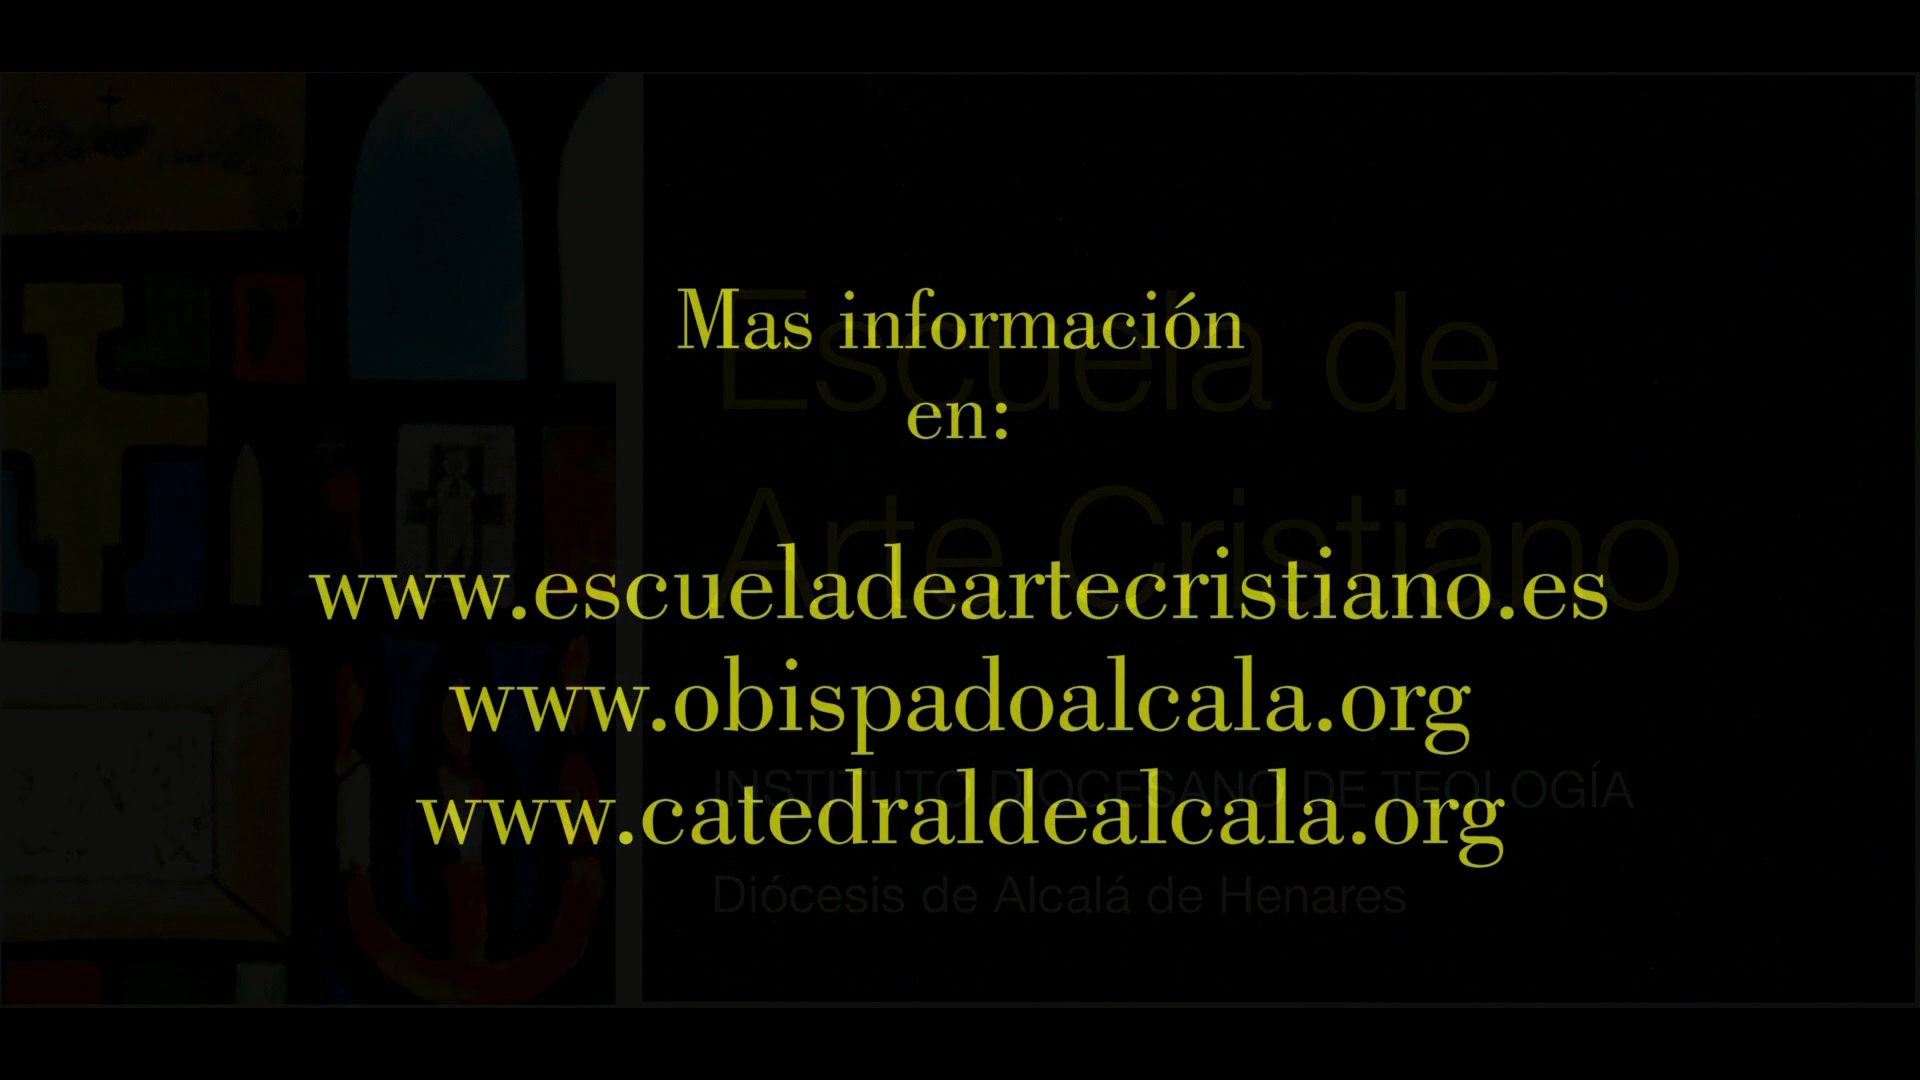 Mas información
en:
www.escueladeartecristiano.es
www.obispadoalcala.org
www.catedraldealcala.org
Escuela de
Arte Cristiano
INSTITUTO DIOCESANO DE TEOLOGÍA
Diócesis de Alcalá de Henares